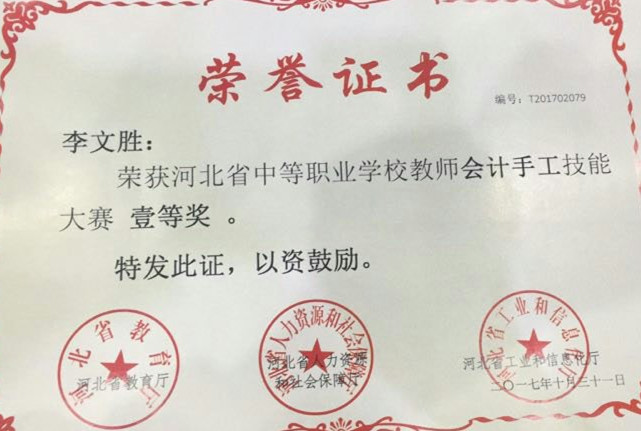 荣誉证书
编号：T201702079
李文胜：
荣获河北省中等职业学校教师会计手工技能
大赛 壹等奖 。
特发此证，以资鼓励。
河北省教育厅
河北省教育厅
河北省人力资源和社会保障厅
河北省人力资源
和社会保障厅
河北省工业和信息化厅
河北省工业和信息化厅
二〇一七年十月三十一日